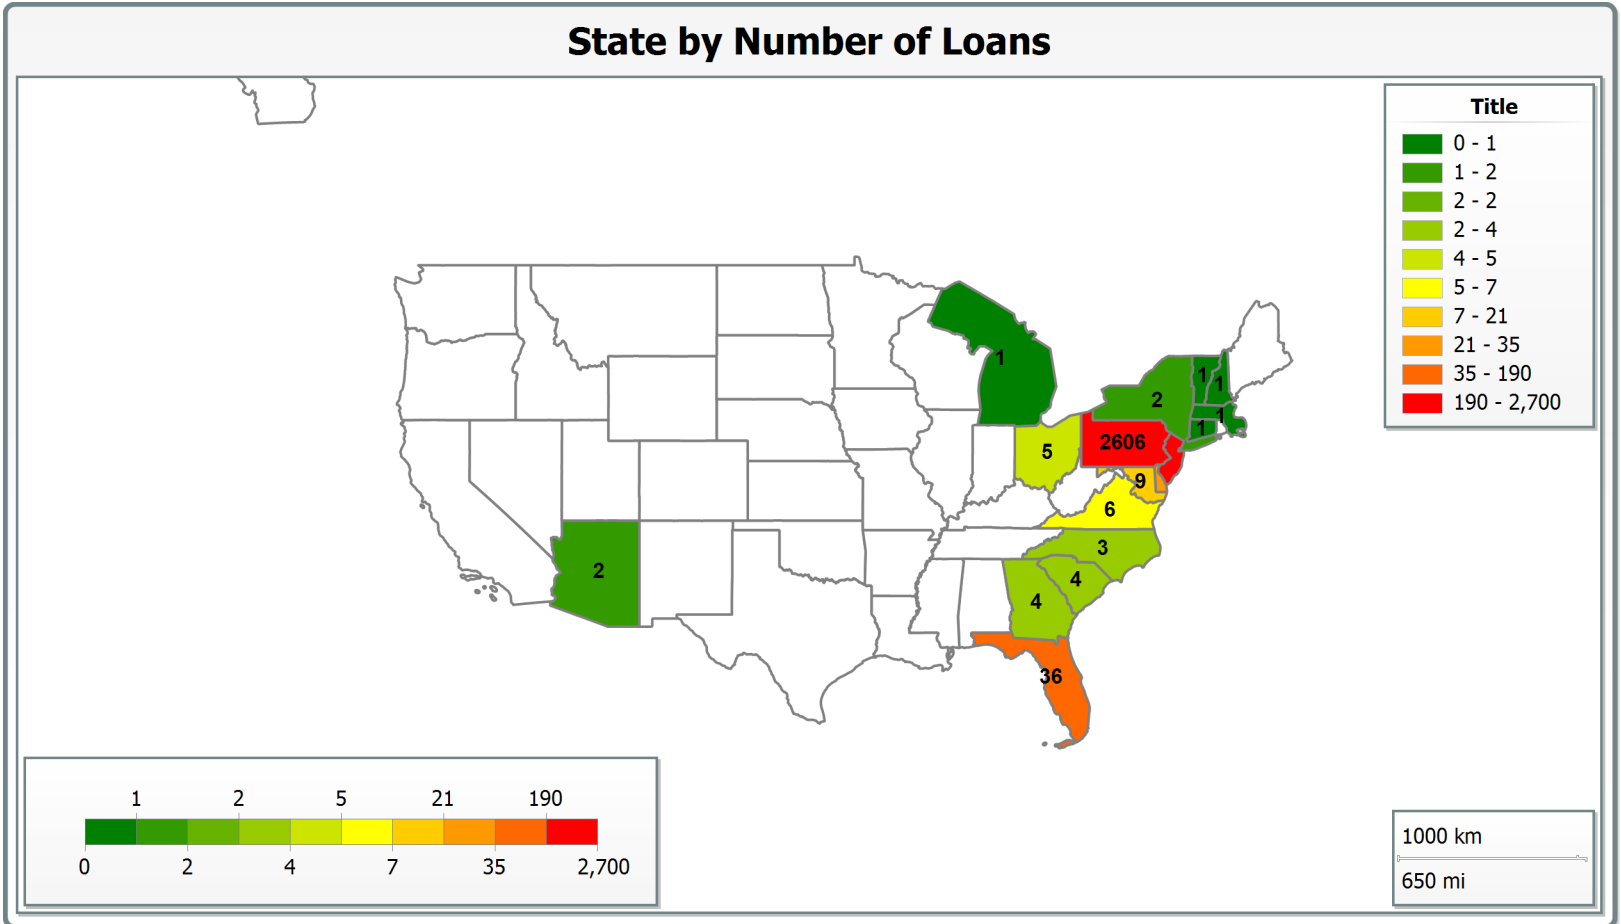 State by Number of Loans
Title
0 - 1
1 - 2
2 - 2
2 - 4
4 - 5
5 - 7
7 - 21
21 - 35
35 - 190
190 - 2,700
1
1
1
2
1
1
2606
5
9
6
3
2
4
4
36
1 2 5 21 190
0 2 4 7 35 2,700
1000 km
650 mi